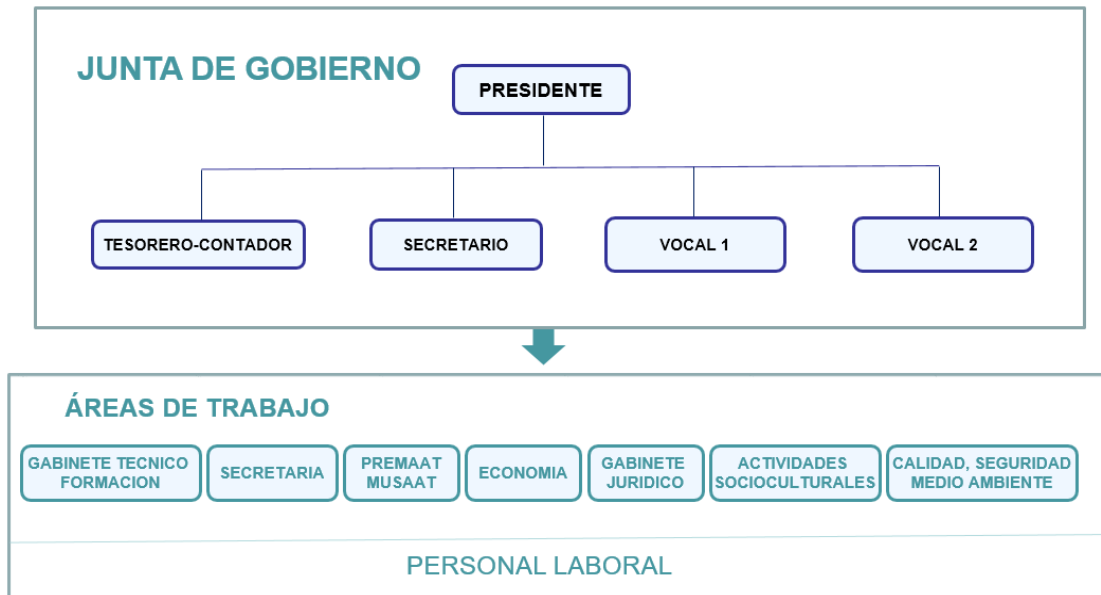 JUNTA DE GOBIERNO
PRESIDENTE
TESORERO-CONTADOR
SECRETARIO
VOCAL 1
VOCAL 2
ÁREAS DE TRABAJO
GABINETE TECNICO
FORMACION
SECRETARIA
PREMAAT
MUSAAT
ECONOMIA
GABINETE
JURIDICO
ACTIVIDADES
SOCIOCULTURALES
CALIDAD, SEGURIDAD
MEDIO AMBIENTE
PERSONAL LABORAL